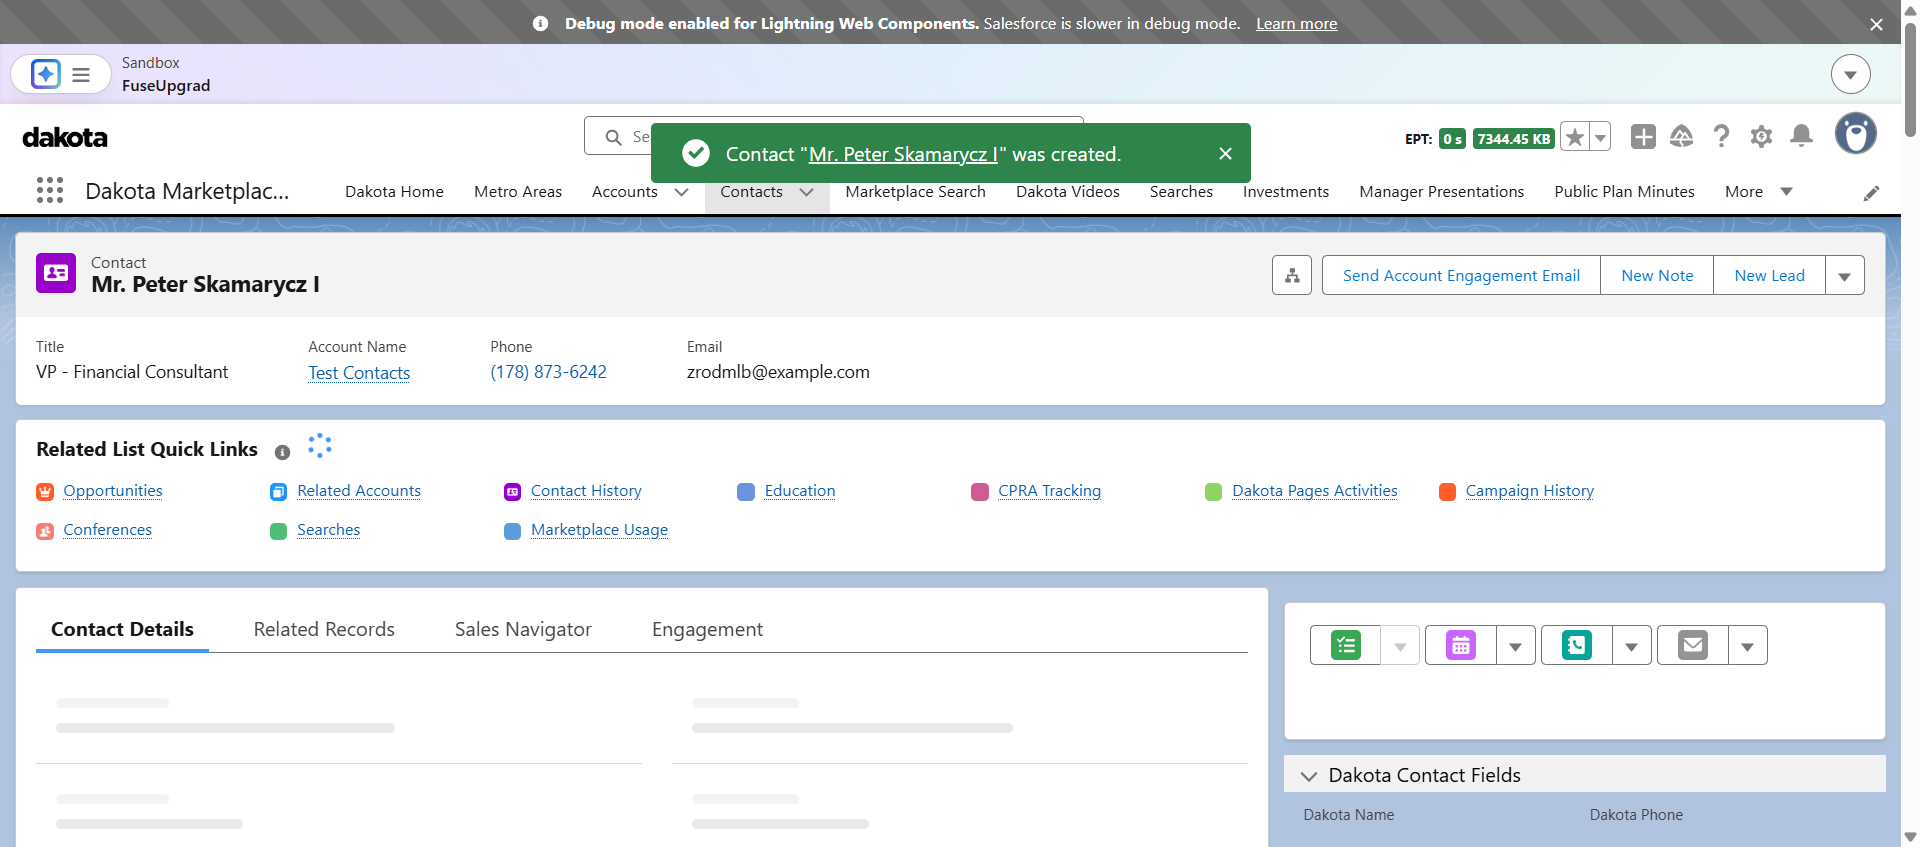 Debug mode enabled for Lightning Web Components. Salesforce is slower in debug mode. Learn more
Sandbox
FuseUpgrad
dakota
Se
Contact "Mr. Peter Skamarycz I" was created.
EPT: 0 s 7344.45 KB
Dakota Marketplac...
Dakota Home Metro Areas Accounts Contacts Marketplace Search Dakota Videos Searches Investments Manager Presentations Public Plan Minutes More
Contact
Mr. Peter Skamarycz I
Send Account Engagement Email New Note New Lead
Title Account Name Phone Email
VP - Financial Consultant Test Contacts (178) 873-6242 zrodmlb@example.com
Related List Quick Links
Opportunities Related Accounts Contact History Education CPRA Tracking Dakota Pages Activities Campaign History
Conferences Searches Marketplace Usage
Contact Details Related Records Sales Navigator Engagement
Dakota Contact Fields
Dakota Name Dakota Phone